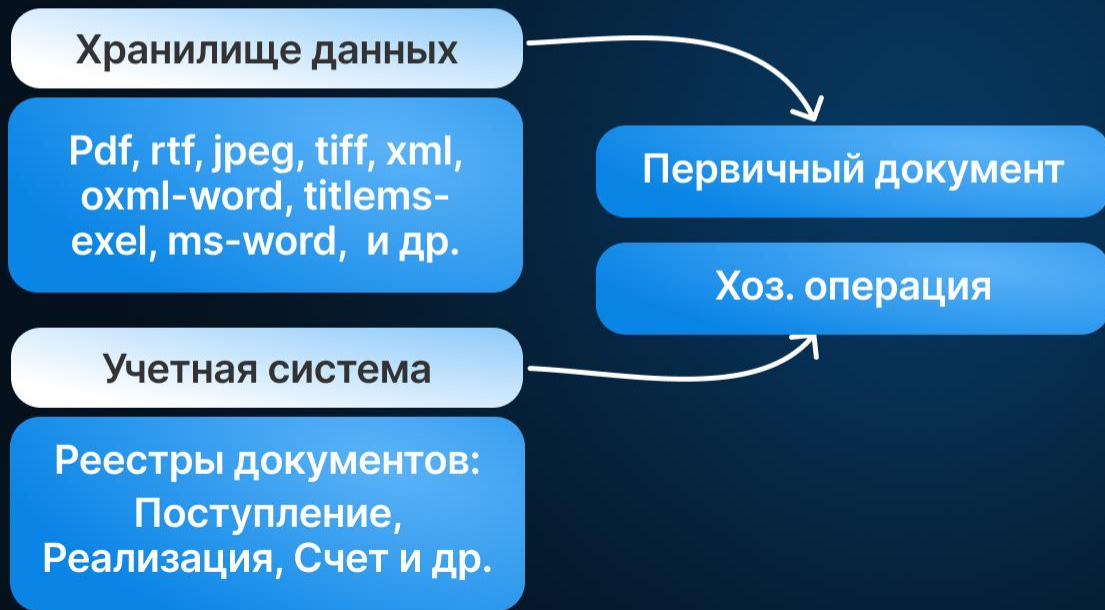 Хранилище данных
Pdf, rtf, jpeg, tiff, xml,
oxml-word, titlems-
exel, ms-word,  и др.
Первичный документ
Хоз. операция
Учетная система
Реестры документов:
Поступление,
Реализация, Счет и др.